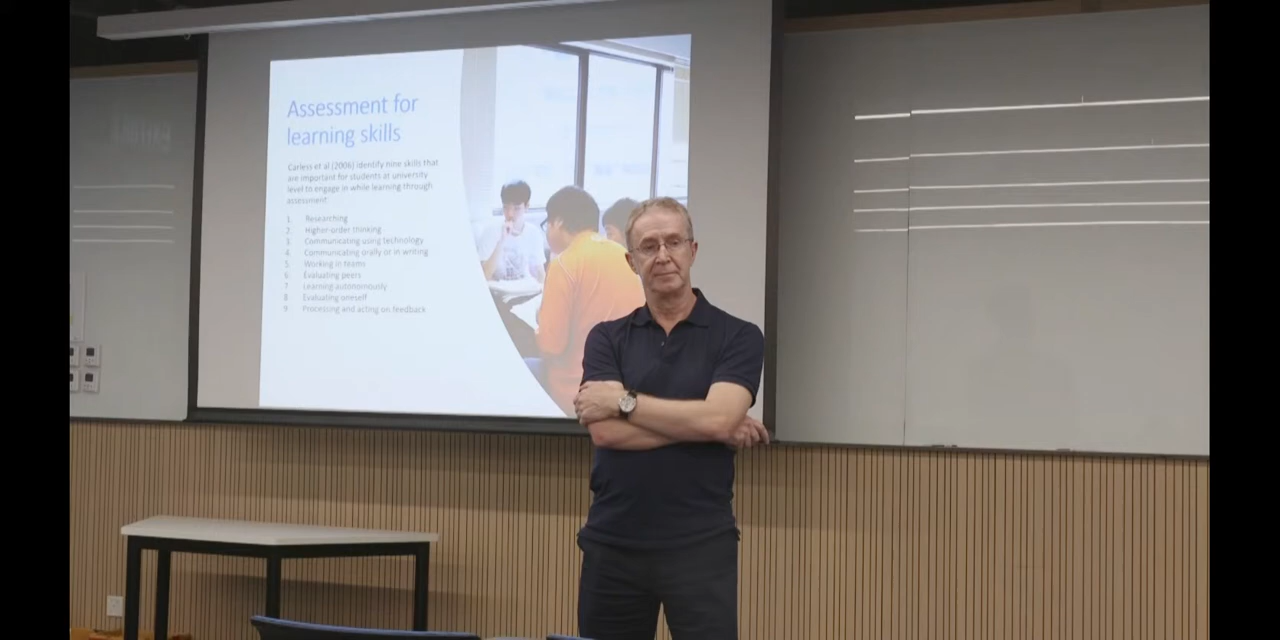 Assessment for
learning skills
Carless et al (2006) identify nine skills that
are important for students at university
level to engage in while learning through
assessment
1. Researching
2. Higher-order thinking
3. Communicating using technology
4. Communicating orally or in writing
5. Working in teams
6. Evaluating peers
7. Learning autonomously
8. Evaluating oneself
9. Processing and acting on feedback